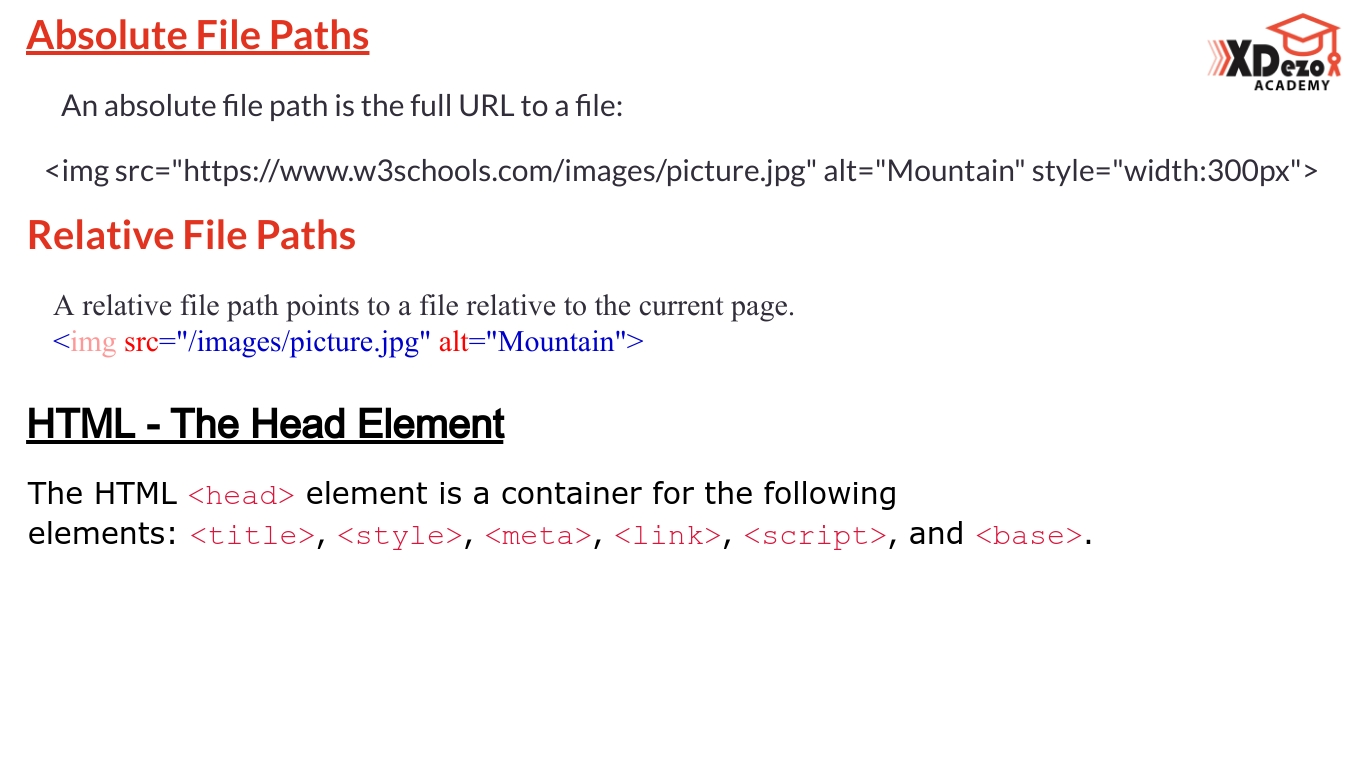 Absolute File Paths
XDezo
ACADEMY
An absolute file path is the full URL to a file:
<img src="https://www.w3schools.com/images/picture.jpg" alt="Mountain" style="width:300px">
Relative File Paths
A relative file path points to a file relative to the current page.
<img src="/images/picture.jpg" alt="Mountain">
HTML - The Head Element
The HTML <head> element is a container for the following
elements: <title>, <style>, <meta>, <link>, <script>, and <base>.